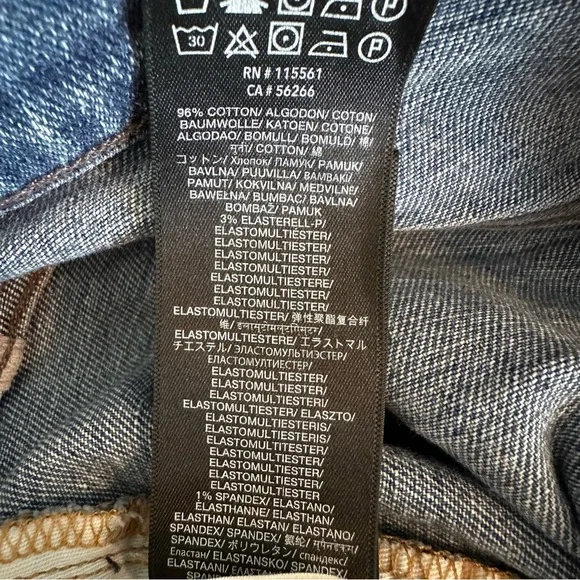 30 P
RN # 115561
CA # 56266
96% COTTON/ ALGODON/ COTON/
BAUMWOLLE/ KATOEN/ COTONE/
ALGODAO/ BOMULL/ BOMULD/ 棉/
COTTON/ 綿
コットン/ Хлопок/ ПАМУК/ PAMUK/
BAVLNA/ PUUVILLA/ BAMBAKI/
PAMUT/ KOKVILNA/ MEDVILNE/
BAWEŁNA/ BUMBAC/ BAVLNA/
BOMBAŽ/ PAMUK
3% ELASTERELL-P/
ELASTOMULTIÉSTER/
ELASTOMULTIESTER/
ELASTOMULTIESTER/
ELASTOMULTIESTER/
ELASTOMULTIESTERE/
ELASTOMULTIESTER/
ELASTOMULTIESTER/
ELASTOMULTIESTER/ 弹性聚酯复合纤
维/
ELASTOMULTIESTERE/ エラストマル
チエステル/ ЭЛАСТОМУЛЬТИЭСТЕР/
ЕЛАСТОМУЛТИЕСТЕР/
ELASTOMULTIESTER/
ELASTOMULTIESTER/
ELASTOMULTIESTERI/
ELASTOMULTIESTER/ ELASZTO/
ELASTOMULTIESTERIS/
ELASTOMULTIESTERIS/
ELASTOMULTIESTER/
ELASTOMULTIESTER/
ELASTOMULTIESTER/
ELASTOMULTIESTER/
ELASTOMULTIESTER
1% SPANDEX/ ELASTANO/
ÉLASTHANNE/ ELASTHAN/
ELASTHAN/ ELASTAN/ ELASTANO/
SPANDEX/ SPANDEX/ 氨纶/
SPANDEX/ ポリウレタン/ спандекс/
Еластан/ ELASTANSKO/ SPANDEX/
ELASTAANI/ ELASTAN/ SPANDEX